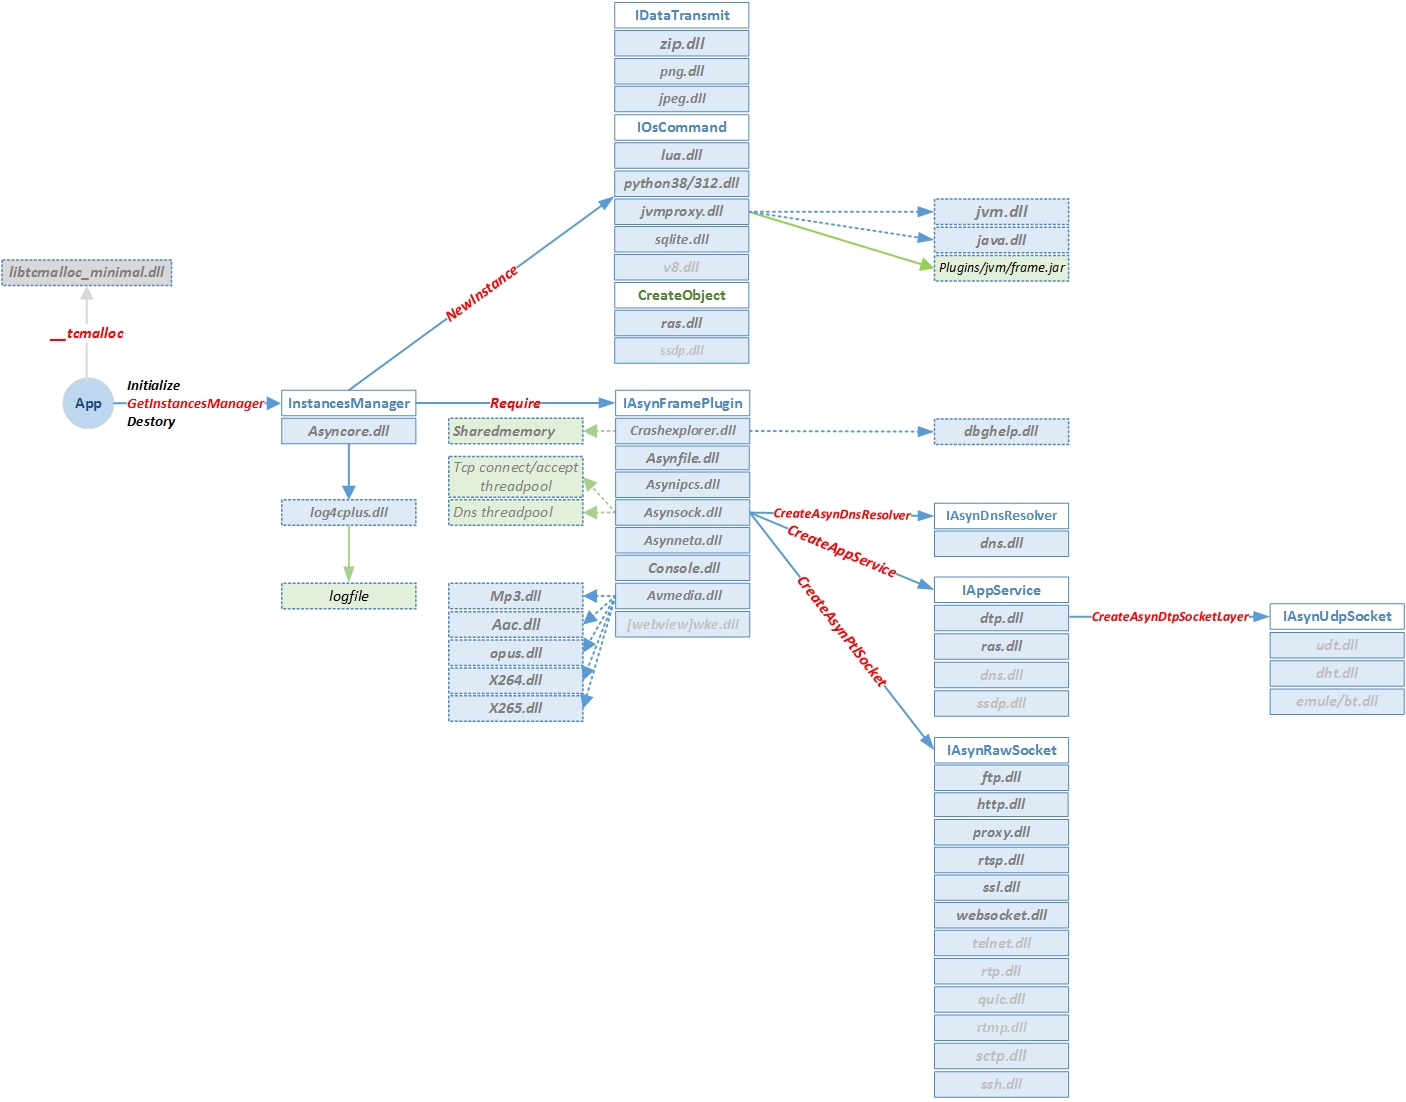 IDataTransmit
zip.dll
png.dll
jpeg.dll
IOsCommand
lua.dll
python38/312.dll
jvmproxy.dll
sqlite.dll
v8.dll
CreateObject
ras.dll
ssdp.dll
jvm.dll
java.dll
Plugins/jvm/frame.jar
libtcmalloc_minimal.dll
__tcmalloc
NewInstance
App
Initialize
GetInstancesManager
Destory
InstancesManager
Asyncore.dll
log4cplus.dll
logfile
Require
IAsynFramePlugin
Crashexplorer.dll
Asynfile.dll
Asynipcs.dll
Asynsock.dll
Asynneta.dll
Console.dll
Avmedia.dll
[webview]wke.dll
Sharedmemory
Tcp connect/accept
threadpool
Dns threadpool
Mp3.dll
Aac.dll
opus.dll
X264.dll
X265.dll
dbghelp.dll
CreateAsynDnsResolver
CreateAppService
CreateAsynPtlSocket
IAsynDnsResolver
dns.dll
IAppService
dtp.dll
ras.dll
dns.dll
ssdp.dll
CreateAsynDtpSocketLayer
IAsynUdpSocket
udt.dll
dht.dll
emule/bt.dll
IAsynRawSocket
ftp.dll
http.dll
proxy.dll
rtsp.dll
ssl.dll
websocket.dll
telnet.dll
rtp.dll
quic.dll
rtmp.dll
sctp.dll
ssh.dll